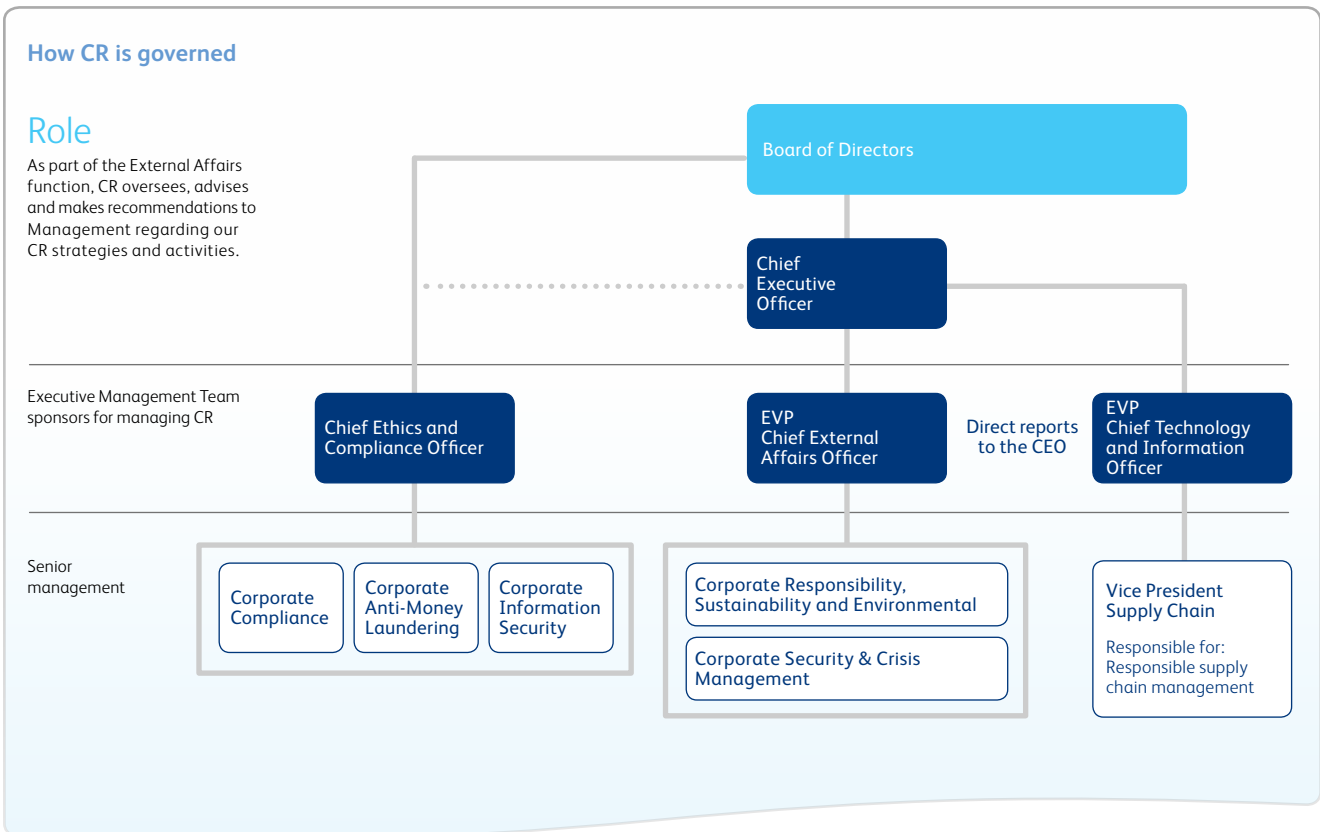 How CR is governed
Role
As part of the External Affairs
function, CR oversees, advises
and makes recommendations to
Management regarding our
CR strategies and activities.
Board of Directors
Chief
Executive
Officer
Executive Management Team
sponsors for managing CR
Chief Ethics and
Compliance Officer
EVP
Chief External
Affairs Officer
Direct reports
to the CEO
EVP
Chief Technology
and Information
Officer
Senior
management
Corporate
Compliance
Corporate
Anti-Money
Laundering
Corporate
Information
Security
Corporate Responsibility,
Sustainability and Environmental
Corporate Security & Crisis
Management
Vice President
Supply Chain
Responsible for:
Responsible supply
chain management